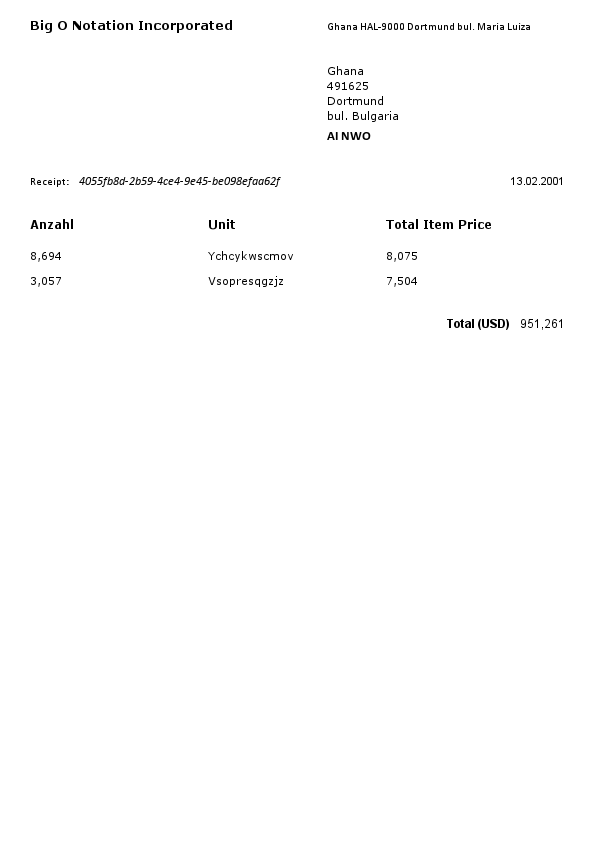 Big O Notation Incorporated
Ghana HAL-9000 Dortmund bul. Maria Luiza
Ghana
491625
Dortmund
bul. Bulgaria
AI NWO
Receipt: 4055fb8d-2b59-4ce4-9e45-be098efaa62f 13.02.2001
Anzahl Unit Total Item Price
8,694 Ychcykwscmov 8,075
3,057 Vsopresqgzjz 7,504
Total (USD) 951,261